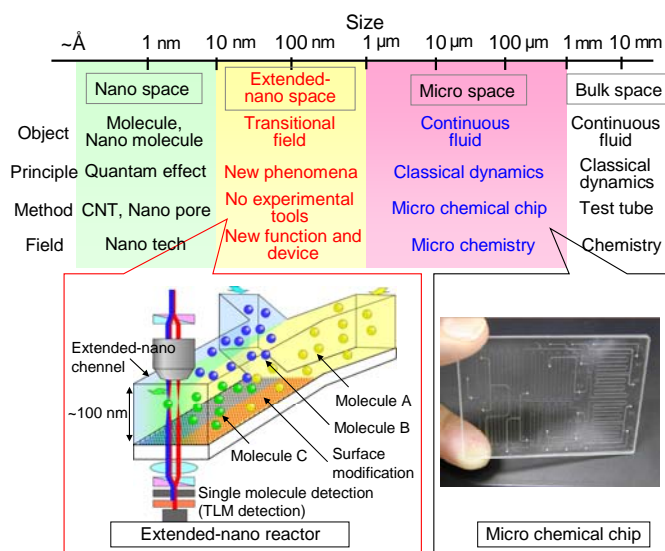 Size
~Å 1 nm 10 nm 100 nm 1 µm 10 µm 100 µm 1 mm 10 mm
Nano space Extended-nano space Micro space Bulk space
Object Molecule, Nano molecule Transitional field Continuous fluid Continuous fluid
Principle Quantam effect New phenomena Classical dynamics Classical dynamics
Method CNT, Nano pore No experimental tools Micro chemical chip Test tube
Field Nano tech New function and device Micro chemistry Chemistry
Extended-nano channel
~100 nm
Molecule A
Molecule B
Molecule C
Surface modification
Single molecule detection
(TLM detection)
Extended-nano reactor
Micro chemical chip